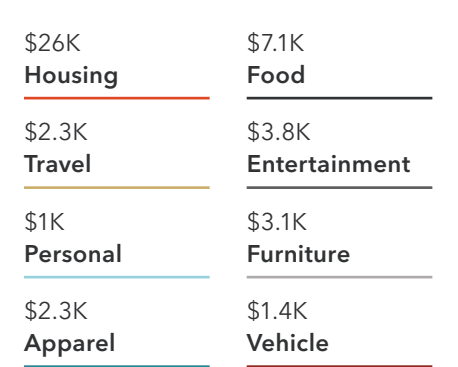 $26K
Housing
$7.1K
Food
$2.3K
Travel
$3.8K
Entertainment
$1K
Personal
$3.1K
Furniture
$2.3K
Apparel
$1.4K
Vehicle